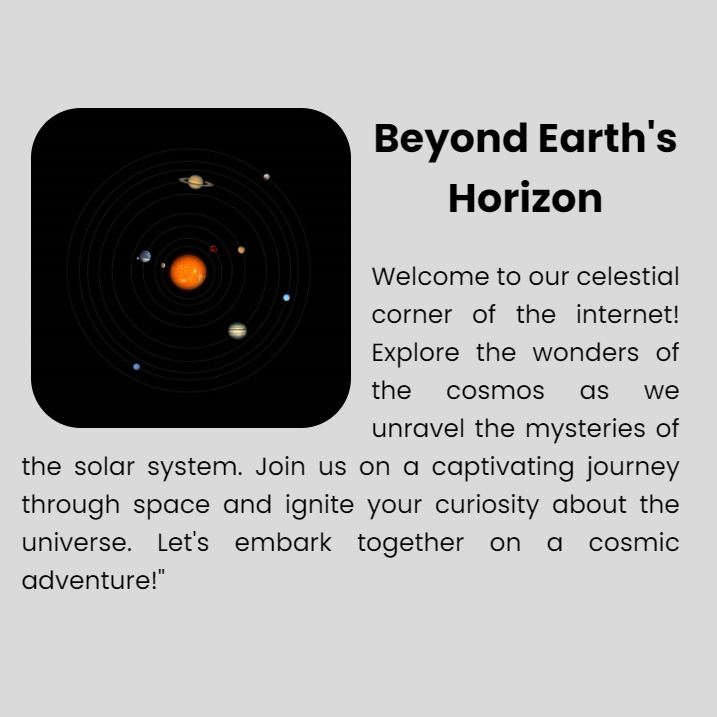 Beyond Earth's
Horizon
Welcome to our celestial
corner of the internet!
Explore the wonders of
the cosmos as we
unravel the mysteries of
the solar system. Join us on a captivating journey
through space and ignite your curiosity about the
universe. Let's embark together on a cosmic
adventure!"